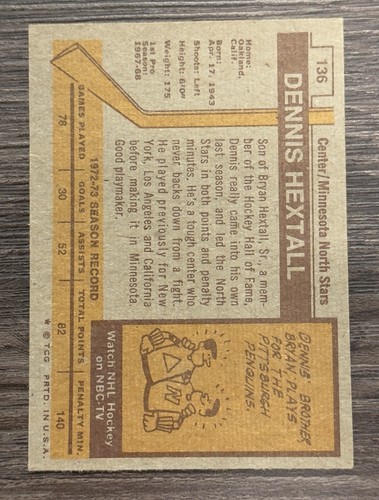 136
Center/Minnesota North Stars
DENNIS HEXTALL
Home:
Oakland,
Calif.
Born:
Apr. 17, 1943
Shoots: Left
Height: 6'0"
Weight: 175
1st Pro
Season:
1967-68
Son of Bryan Hextall, Sr., a mem-
ber of the Hockey Hall of Fame,
Dennis really came into his own
last season, and led the North
Stars in both points and penalty
minutes. He's a tough center who
never backs down from a fight.
He played previously for New
York, Los Angeles and California
before making it in Minnesota.
Good playmaker.
DENNIS' BROTHER
BRYAN PLAYS
FOR THE
PITTSBURGH
PENGUINS.
Watch NHL Hockey
on NBC-TV
1972-73 SEASON RECORD
GAMES PLAYED GOALS ASSISTS TOTAL POINTS PENALTY MIN.
78 30 52 82 140
* © T.C.G. PRTD. IN U.S.A.